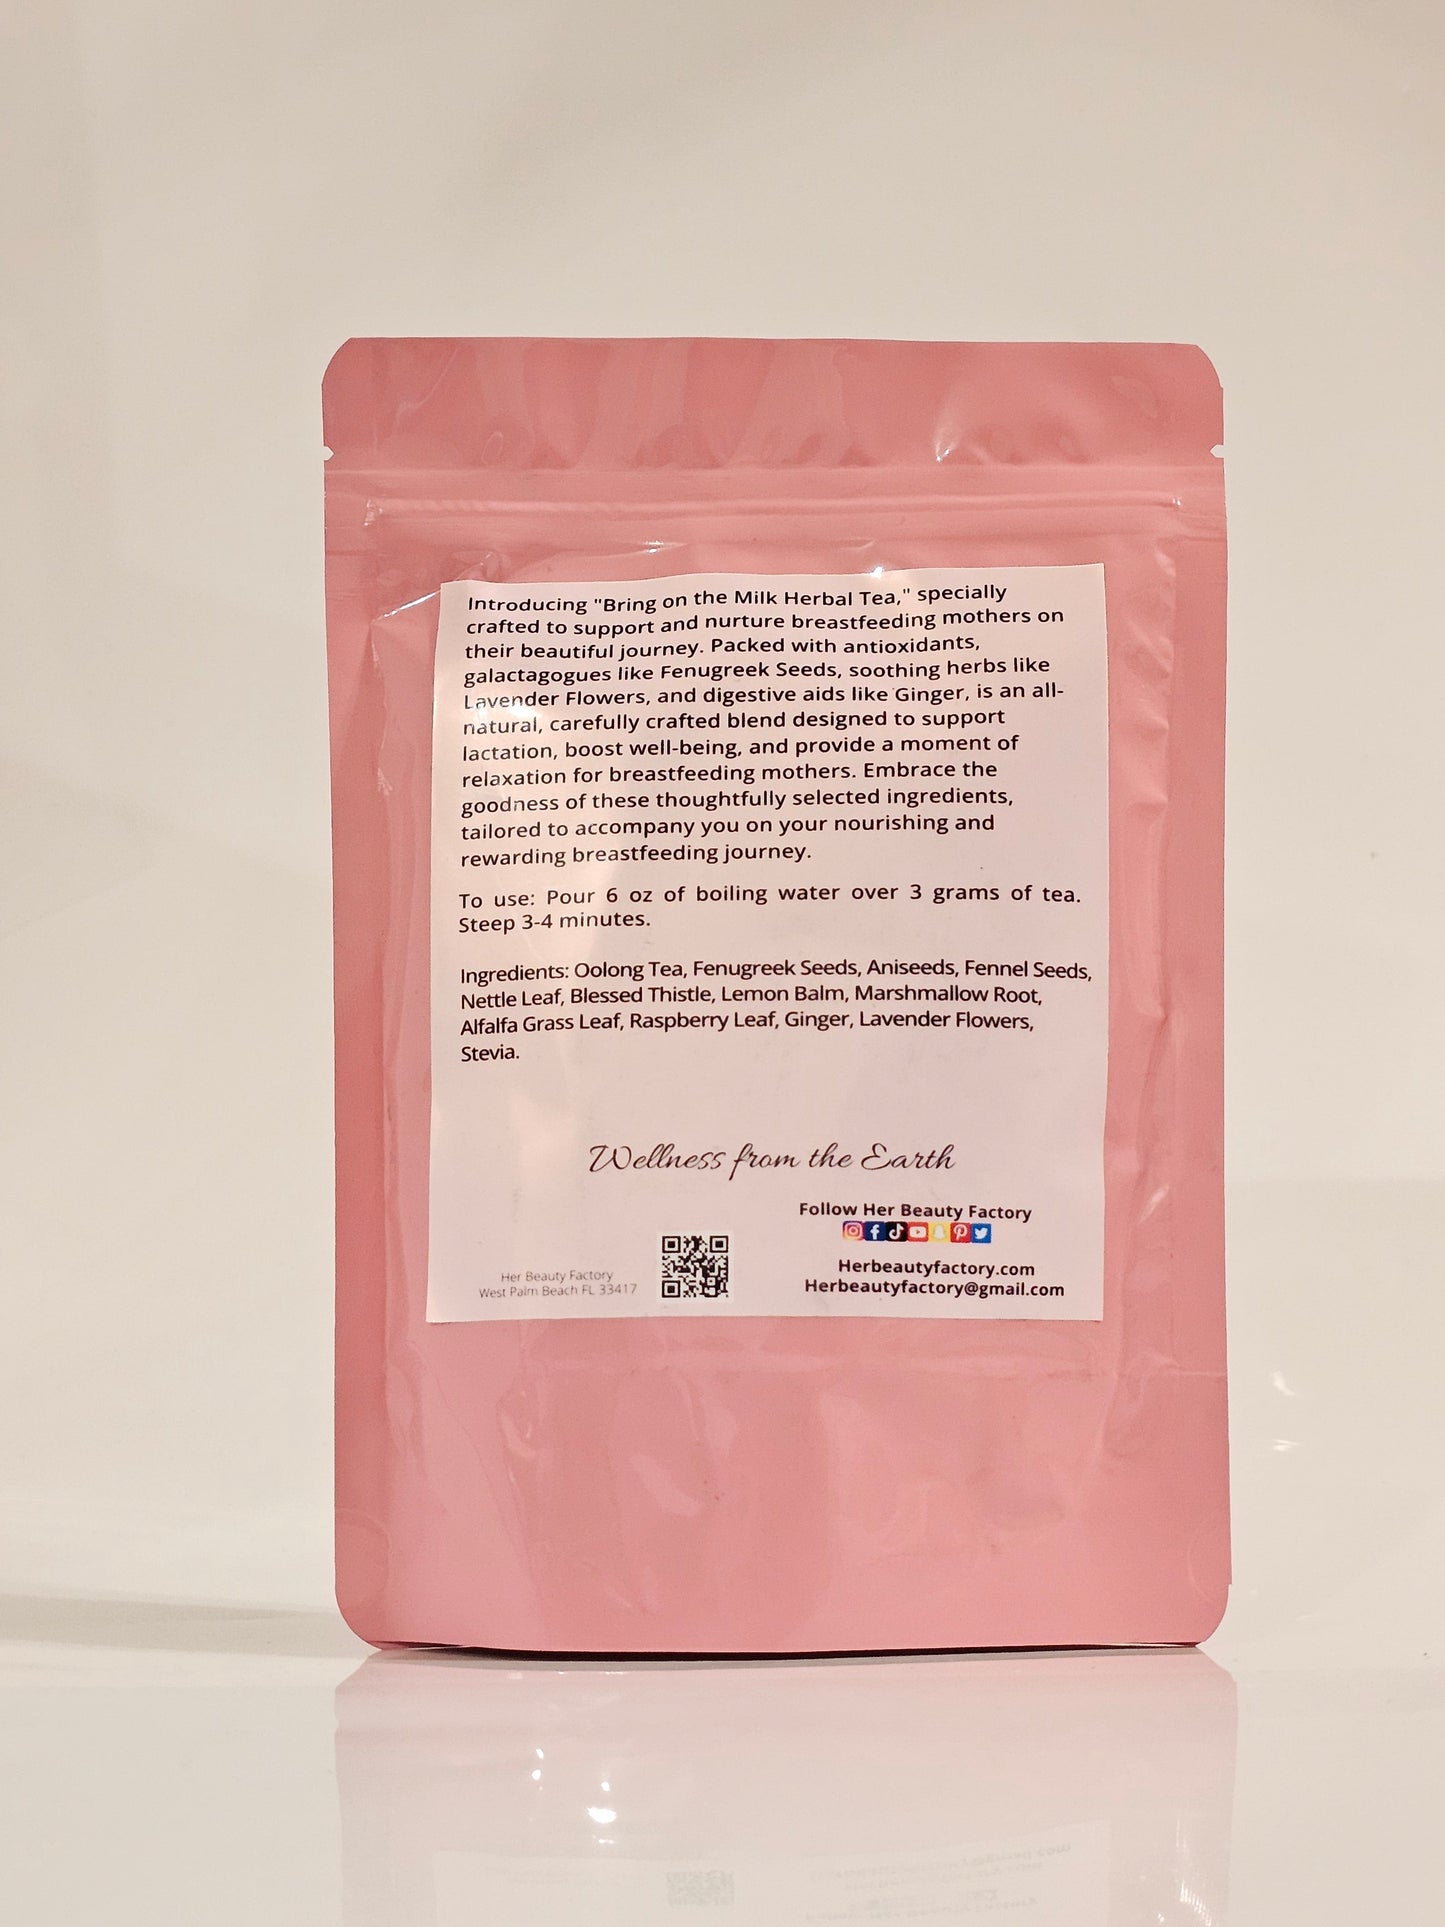 Introducing "Bring on the Milk Herbal Tea," specially
crafted to support and nurture breastfeeding mothers on
their beautiful journey. Packed with antioxidants,
galactagogues like Fenugreek Seeds, soothing herbs like
Lavender Flowers, and digestive aids like Ginger, is an all-
natural, carefully crafted blend designed to support
lactation, boost well-being, and provide a moment of
relaxation for breastfeeding mothers. Embrace the
goodness of these thoughtfully selected ingredients,
tailored to accompany you on your nourishing and
rewarding breastfeeding journey.
To use: Pour 6 oz of boiling water over 3 grams of tea.
Steep 3-4 minutes.
Ingredients: Oolong Tea, Fenugreek Seeds, Aniseeds, Fennel Seeds,
Nettle Leaf, Blessed Thistle, Lemon Balm, Marshmallow Root,
Alfalfa Grass Leaf, Raspberry Leaf, Ginger, Lavender Flowers,
Stevia.
Wellness from the Earth
Follow Her Beauty Factory
Her Beauty Factory
West Palm Beach FL 33417
Herbeautyfactory.com
Herbeautyfactory@gmail.com